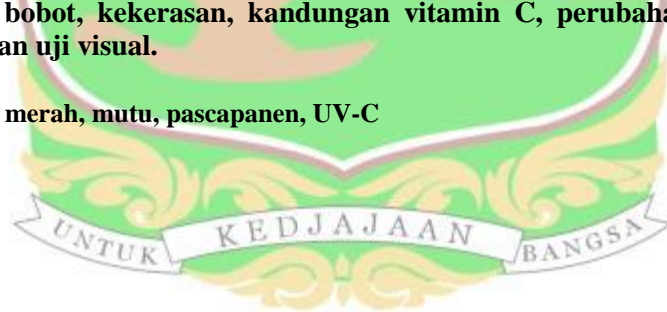 bobot, kekerasan, kandungan vitamin C, perubaha
an uji visual.
merah, mutu, pascapanen, UV-C
UNTUK KEDJAJAAN BANGSA